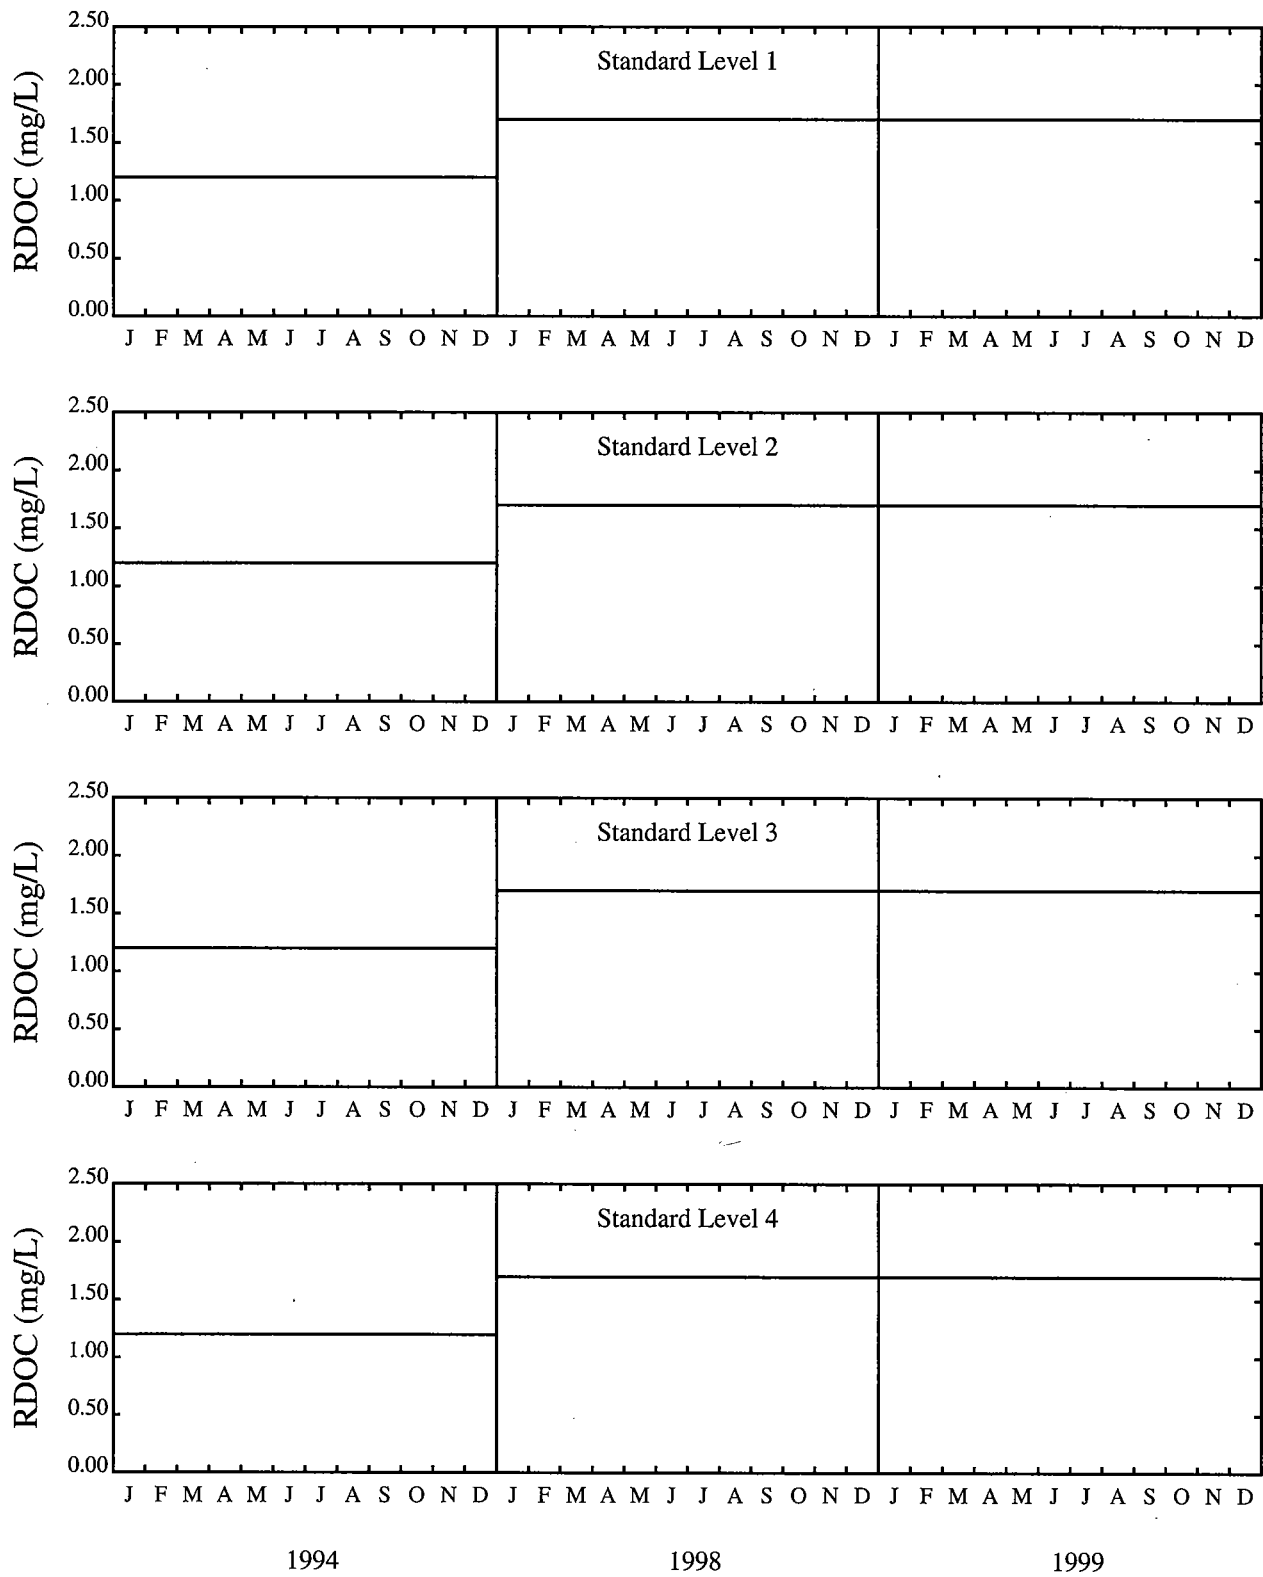 2.50
Standard Level 1
2.00
1.50
1.00
0.50
0.00
RDOC (mg/L)
J F M A M J J A S O N D J F M A M J J A S O N D J F M A M J J A S O N D
2.50
Standard Level 2
2.00
1.50
1.00
0.50
0.00
RDOC (mg/L)
J F M A M J J A S O N D J F M A M J J A S O N D J F M A M J J A S O N D
2.50
Standard Level 3
2.00
1.50
1.00
0.50
0.00
RDOC (mg/L)
J F M A M J J A S O N D J F M A M J J A S O N D J F M A M J J A S O N D
2.50
Standard Level 4
2.00
1.50
1.00
0.50
0.00
RDOC (mg/L)
J F M A M J J A S O N D J F M A M J J A S O N D J F M A M J J A S O N D
1994 1998 1999